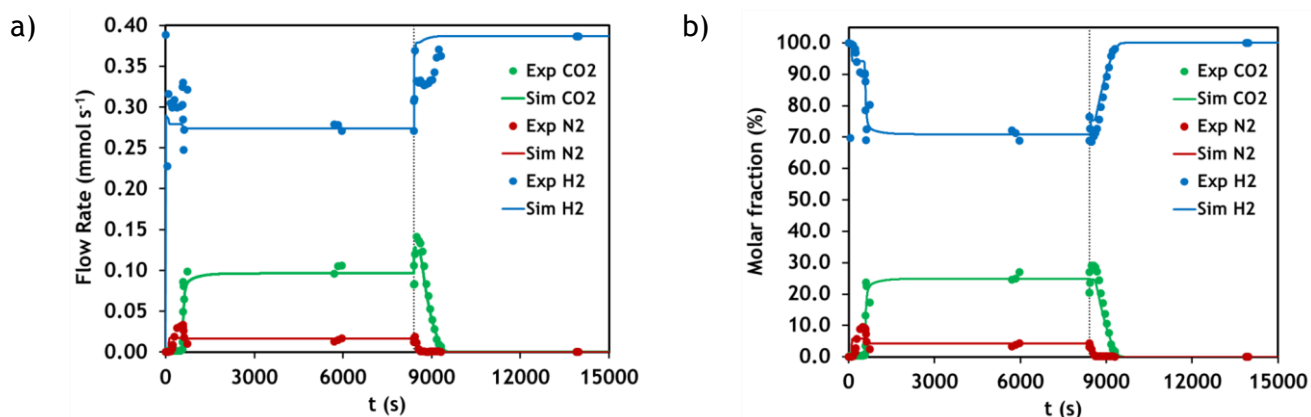 a)
Flow Rate (mmol s⁻¹)
0.40
0.35
0.30
0.25
0.20
0.15
0.10
0.05
0.00
0
3000
6000
9000
12000
15000
t (s)
Exp CO2
Sim CO2
Exp N2
Sim N2
Exp H2
Sim H2
b)
Molar fraction (%)
100.0
90.0
80.0
70.0
60.0
50.0
40.0
30.0
20.0
10.0
0.0
0
3000
6000
9000
12000
15000
t (s)
Exp CO2
Sim CO2
Exp N2
Sim N2
Exp H2
Sim H2